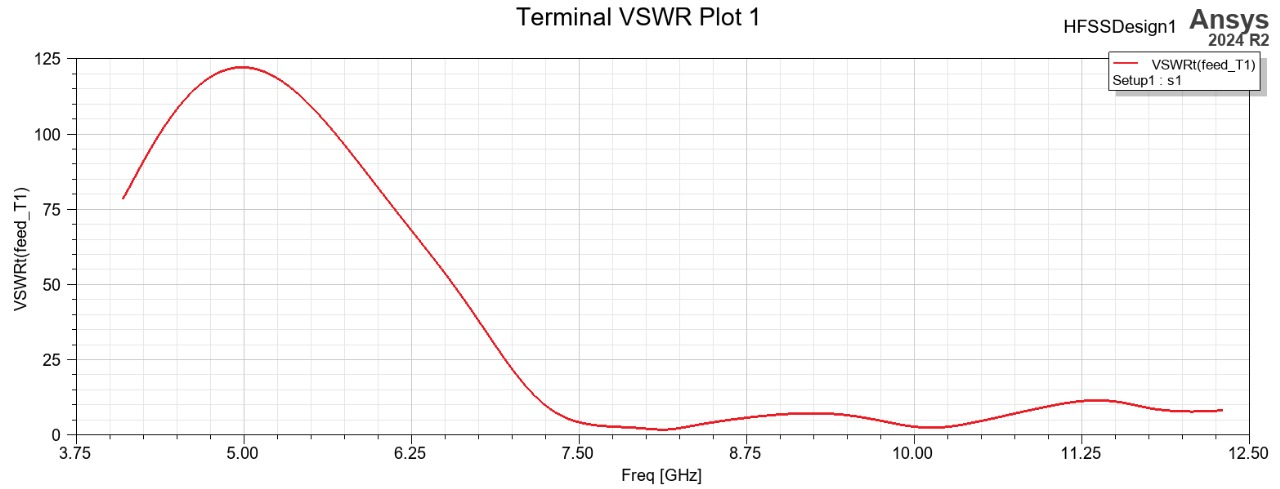 Terminal VSWR Plot 1
HFSSDesign1
Ansys
2024 R2
VSWRt(feed_T1)
Setup1 : s1
125
100
75
50
25
0
VSWRt(feed_T1)
3.75 5.00 6.25 7.50 8.75 10.00 11.25 12.50
Freq [GHz]